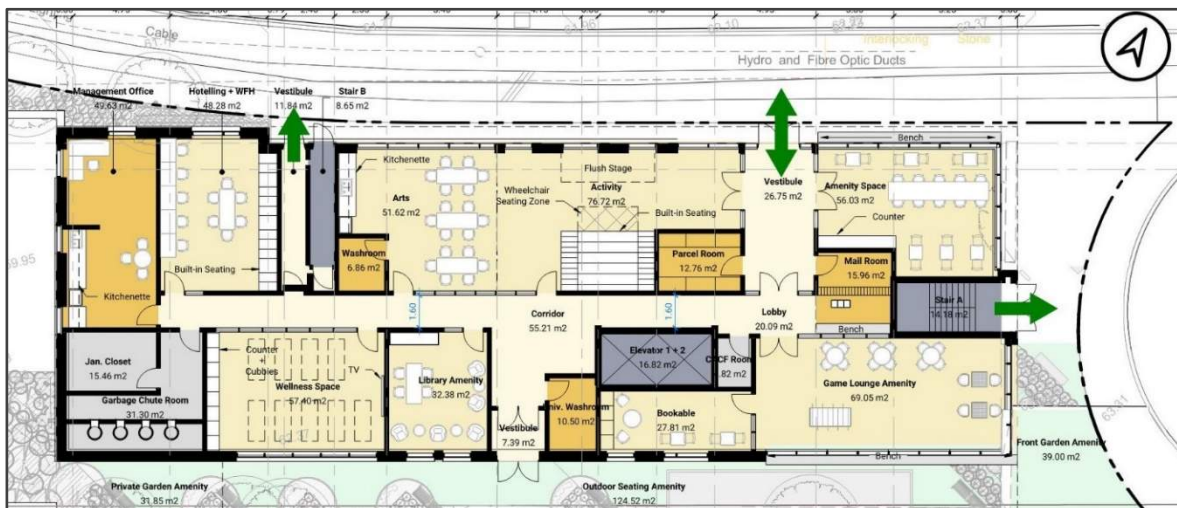 Cable
Interlocking Stone
Hydro and Fibre Optic Ducts
Management Office
49.63 m2
Hotelling + WFH
48.28 m2
Vestibule
11.84 m2
Stair B
8.65 m2
Bench
Kitchenette
Flush Stage
Arts
51.62 m2
Wheelchair
Seating Zone
Activity
76.72 m2
Built-in Seating
Vestibule
26.75 m2
Amenity Space
56.03 m2
Counter
Washroom
6.86 m2
Parcel Room
12.76 m2
Mail Room
15.96 m2
Built-in Seating
Kitchenette
1.60
Corridor
55.21 m2
1.60
Lobby
20.09 m2
Stair A
14.18 m2
Bench
Jan. Closet
15.46 m2
Counter
+
Cubbies
TV
Wellness Space
57.40 m2
Library Amenity
32.38 m2
Elevator 1 + 2
16.82 m2
.82 m2
Game Lounge Amenity
69.05 m2
Garbage Chute Room
31.30 m2
Univ. Washroom
10.50 m2
Bookable
27.81 m2
Vestibule
7.39 m2
Front Garden Amenity
39.00 m2
Bench
Private Garden Amenity
31.85 m2
Outdoor Seating Amenity
124.52 m2